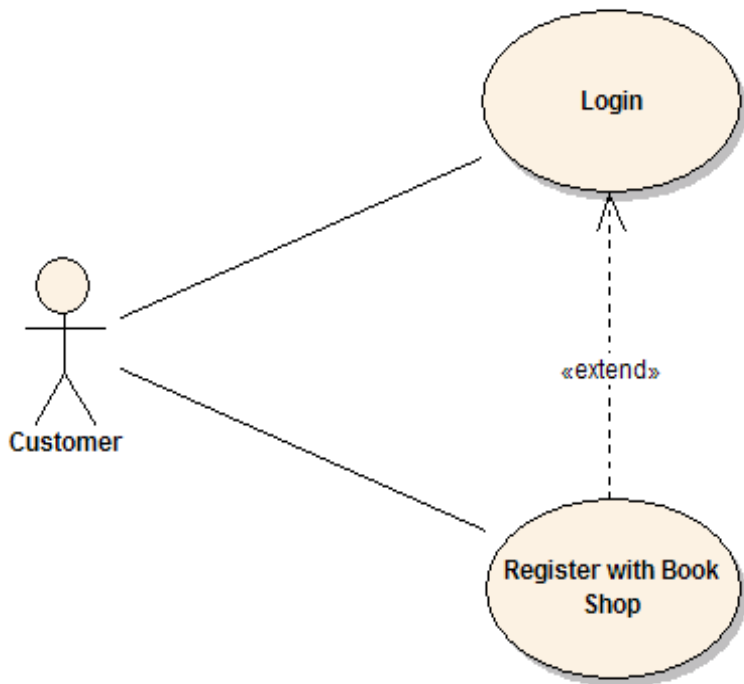 Login
«extend»
Customer
Register with Book
Shop